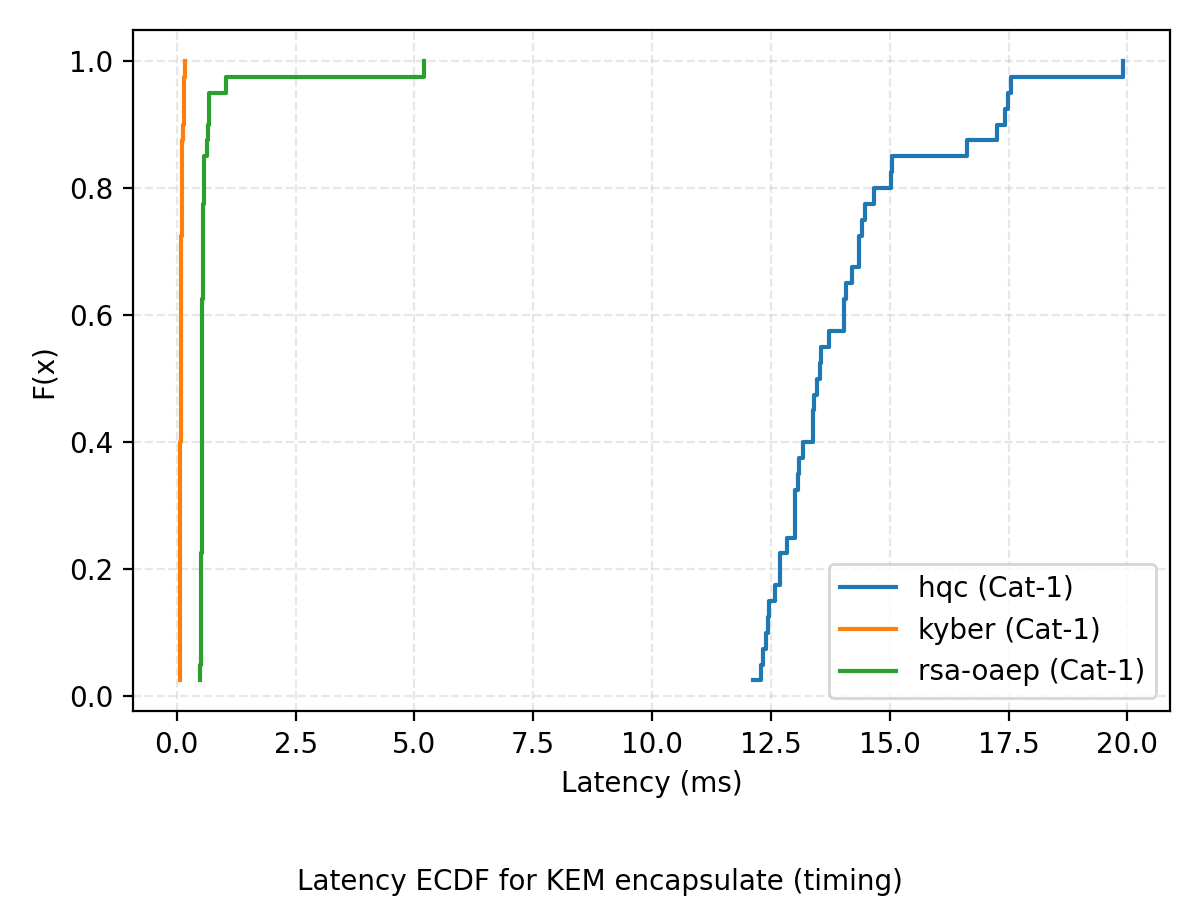 1.0
0.8
0.6
0.4
0.2
0.0
F(x)
hqc (Cat-1)
kyber (Cat-1)
rsa-oaep (Cat-1)
0.0 2.5 5.0 7.5 10.0 12.5 15.0 17.5 20.0
Latency (ms)
Latency ECDF for KEM encapsulate (timing)